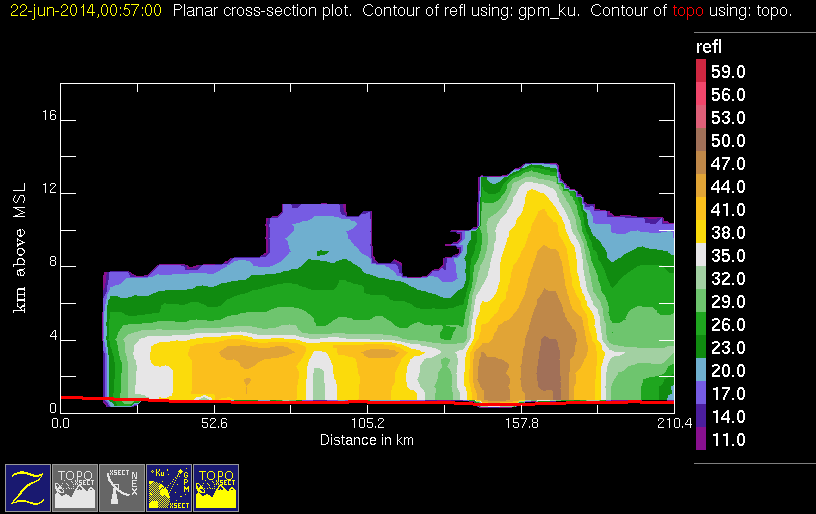 22-jun-2014,00:57:00 Planar cross-section plot. Contour of refl using: gpm_ku. Contour of topo using: topo.
refl
59.0
56.0
53.0
50.0
47.0
44.0
41.0
38.0
35.0
32.0
29.0
26.0
23.0
20.0
17.0
14.0
11.0
km above MSL
16
12
8
4
0
0.0 52.6 105.2 157.8 210.4
Distance in km
Z
TOPO
XSECT
XSECT
NEX
"Ku"
GPM
XSECT
TOPO
XSECT